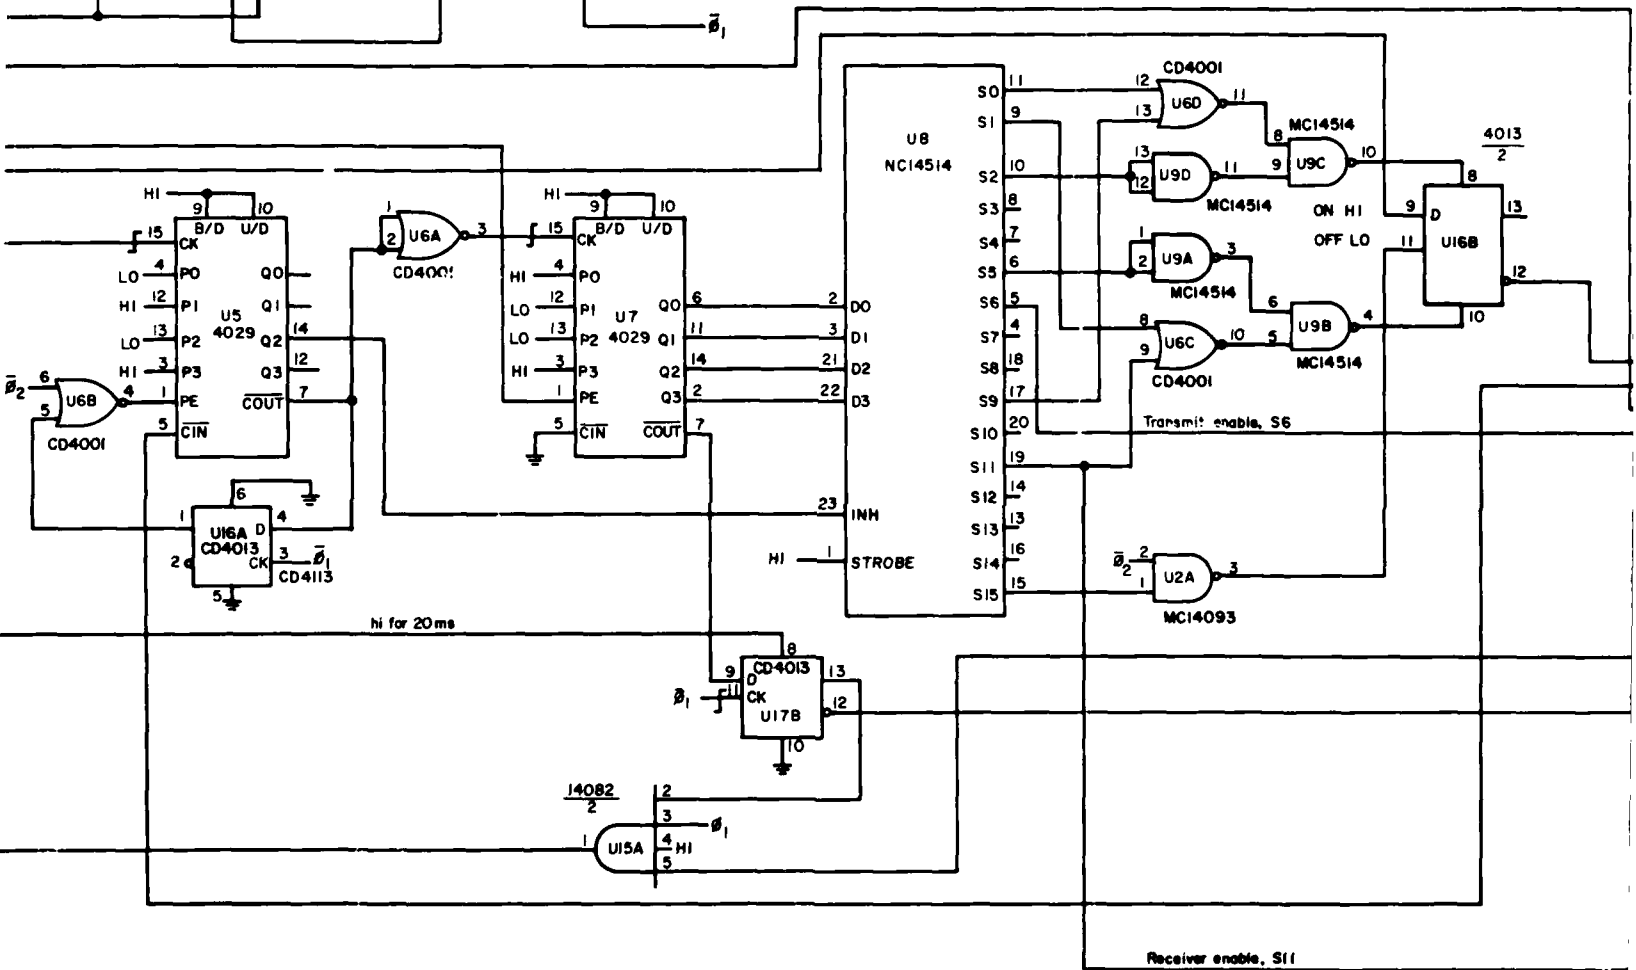 ø̅1
HI
9 10
B/D U/D
15 CK
LO 4 P0
HI 12 P1
LO 13 P2
HI 3 P3
1 PE
5 CIN
U5
4029
Q0
Q1
14 Q2
12 Q3
7 COUT
ø̅2 6
5
U6B
4
CD4001
1
2
U6A
3
CD4001
6
1
2
U16A
CD4013
D 4
CK 3 ø̅1
CD4113
5
HI
9 10
B/D U/D
15 CK
HI 4 P0
LO 12 P1
LO 13 P2
HI 3 P3
1 PE
5 CIN
U7
4029
Q0 6
Q1 11
Q2 14
Q3 2
COUT 7
U8
NC14514
2 D0
3 D1
21 D2
22 D3
23 INH
HI 1 STROBE
S0 11
S1 9
S2 10
S3 8
S4 7
S5 6
S6 5
S7 4
S8 18
S9 17
S10 20
S11 19
S12 14
S13 13
S14 16
S15 15
CD4001
12
13
U6D
11
13
12
U9D
11
MC14514
MC14514
8
9
U9C
10
1
2
U9A
3
MC14514
8
9
U6C
10
CD4001
6
5
U9B
4
MC14514
4013
2
ON HI
OFF LO
8
9 D
11
U16B
13
12
10
Transmit enable, S6
ø̅2 2
1
U2A
3
MC14093
hi for 20ms
8
CD4013
9 D
ø̅1 11 CK
U17B
13
12
10
14082
2
1
U15A
2
3 ø1
4 HI
5
Receiver enable, S11